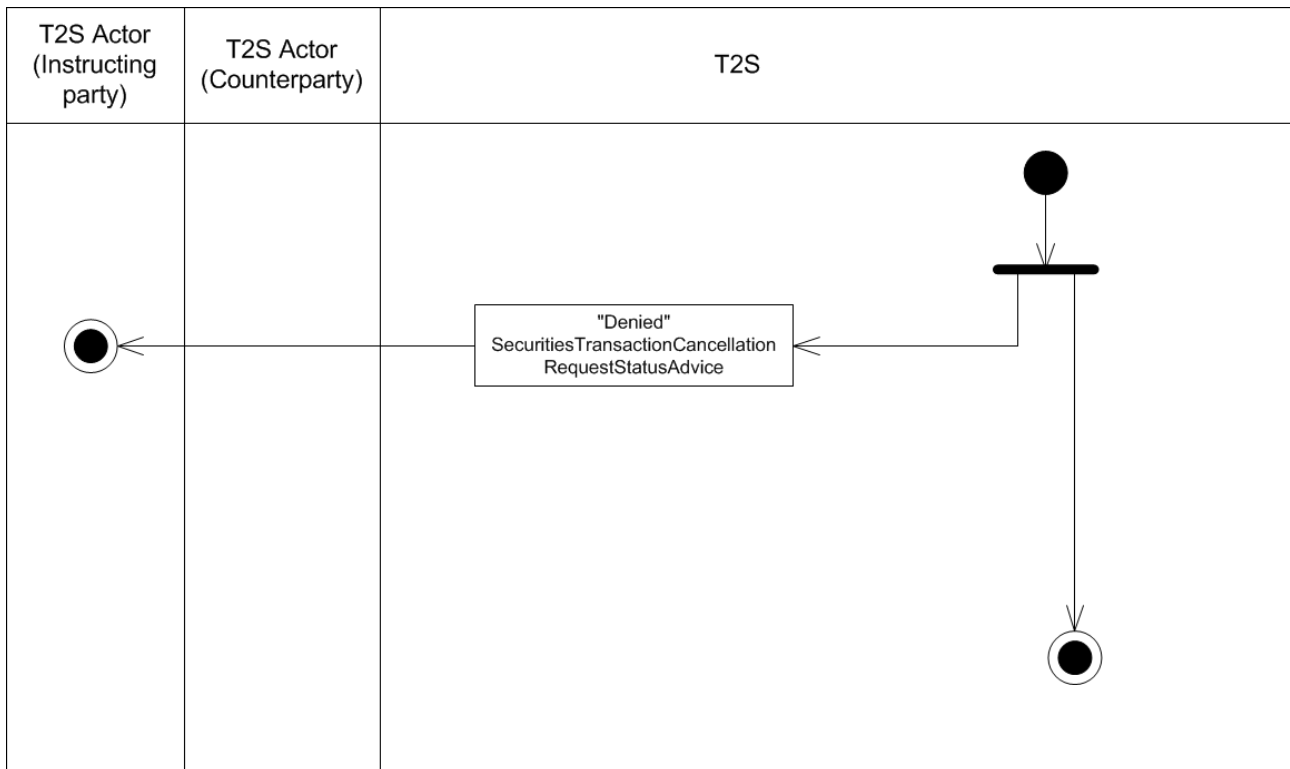 T2S Actor
(Instructing
party)
T2S Actor
(Counterparty)
T2S
"Denied"
SecuritiesTransactionCancellation
RequestStatusAdvice